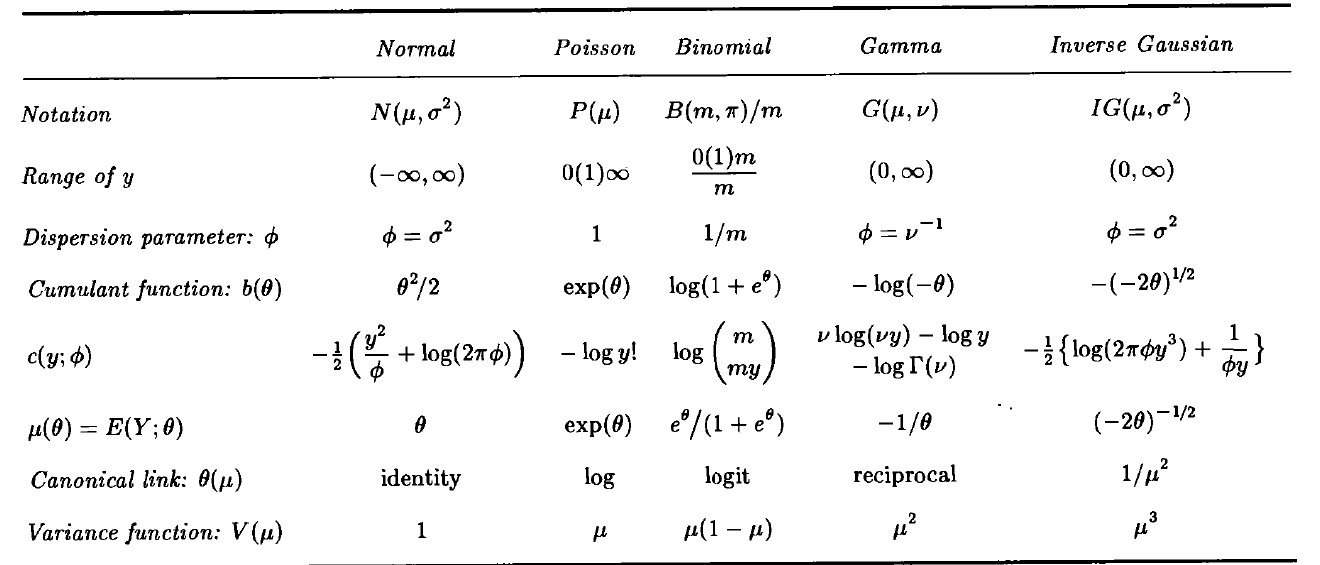 Normal Poisson Binomial Gamma Inverse Gaussian
Notation N(μ, σ²) P(μ) B(m, π)/m G(μ, ν) IG(μ, σ²)
Range of y (−∞, ∞) 0(1)∞ 0(1)m/m (0, ∞) (0, ∞)
Dispersion parameter: φ φ = σ² 1 1/m φ = ν⁻¹ φ = σ²
Cumulant function: b(θ) θ²/2 exp(θ) log(1 + e^θ) − log(−θ) −(−2θ)^1/2
c(y; φ) −½(y²/φ + log(2πφ)) − log y! log (m my) ν log(νy) − log y − log Γ(ν) −½{log(2πφy³) + 1/φy}
μ(θ) = E(Y; θ) θ exp(θ) e^θ/(1 + e^θ) −1/θ (−2θ)^−1/2
Canonical link: θ(μ) identity log logit reciprocal 1/μ²
Variance function: V(μ) 1 μ μ(1 − μ) μ² μ³